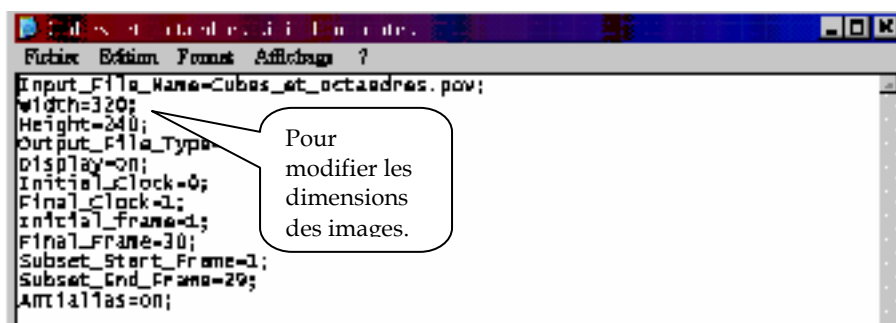 Fichier Edition Format Affichage ?
Input_File_Name=Cubes_et_octaedres.pov;
Width=320;
Height=240;
Output_File_Type=
Display=on;
Initial_Clock=0;
Final_Clock=1;
Initial_frame=1;
Final_Frame=30;
Subset_Start_Frame=1;
Subset_End_Frame=29;
Antialias=on;
Pour
modifier les
dimensions
des images.